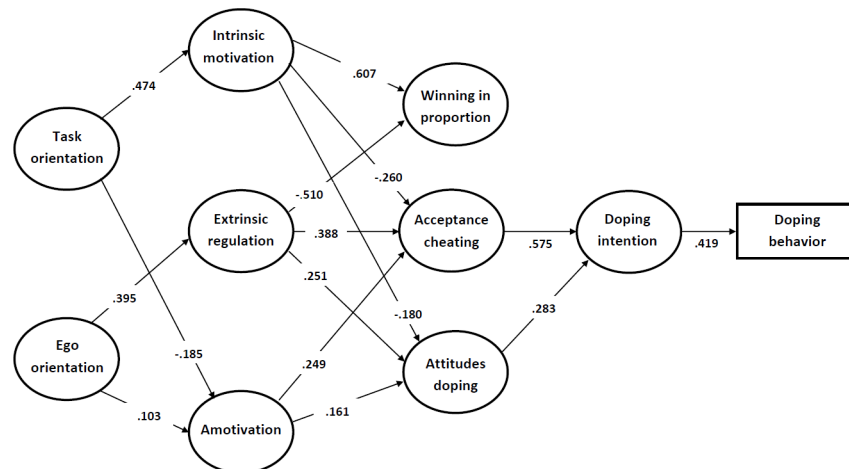 Intrinsic
motivation
.607
.474
Winning in
proportion
Task
orientation
-.260
-.510
Extrinsic
regulation
.388
Acceptance
cheating
.575
Doping
intention
.419
Doping
behavior
.251
.395
-.180
.283
Ego
orientation
-.185
.249
Attitudes
doping
.103
Amotivation
.161